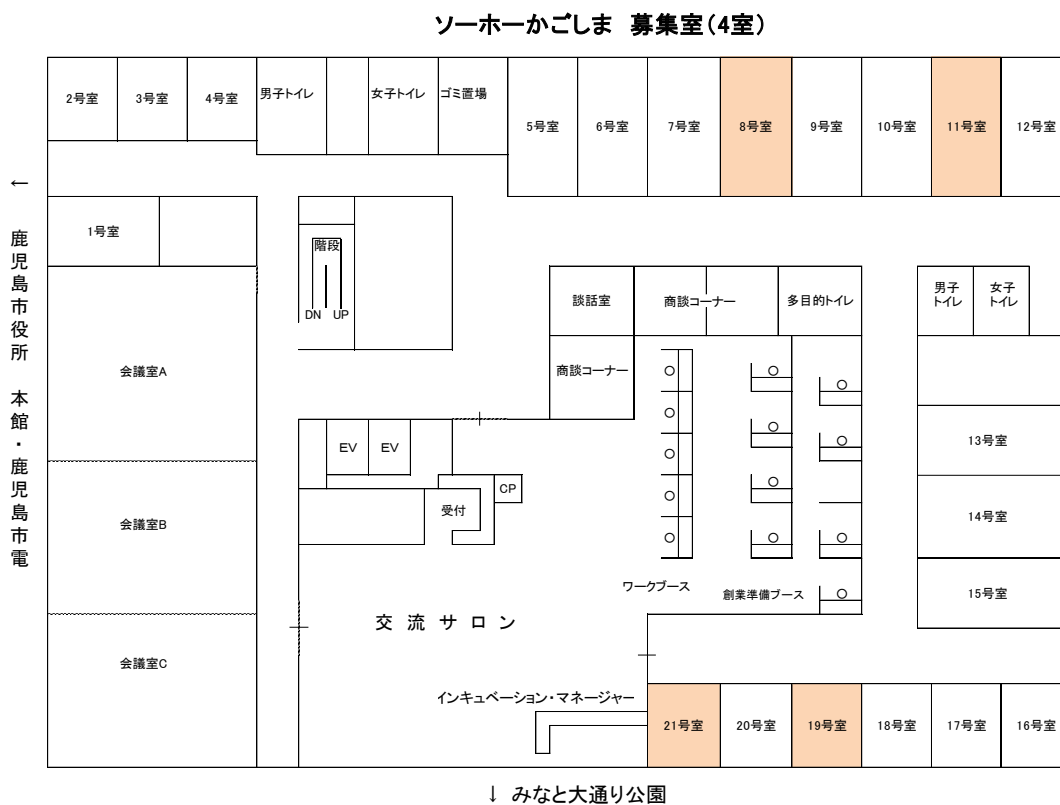 ソーホーかごしま 募集室(4室)
2号室
3号室
4号室
男子トイレ
女子トイレ
ゴミ置場
5号室
6号室
7号室
8号室
9号室
10号室
11号室
12号室
← 鹿児島市役所 本館・鹿児島市電
1号室
階段
DN UP
談話室
商談コーナー
多目的トイレ
男子
トイレ
女子
トイレ
会議室A
商談コーナー
13号室
EV
EV
CP
受付
14号室
会議室B
ワークブース
創業準備ブース
15号室
交流サロン
会議室C
インキュベーション・マネージャー
21号室
20号室
19号室
18号室
17号室
16号室
↓ みなと大通り公園